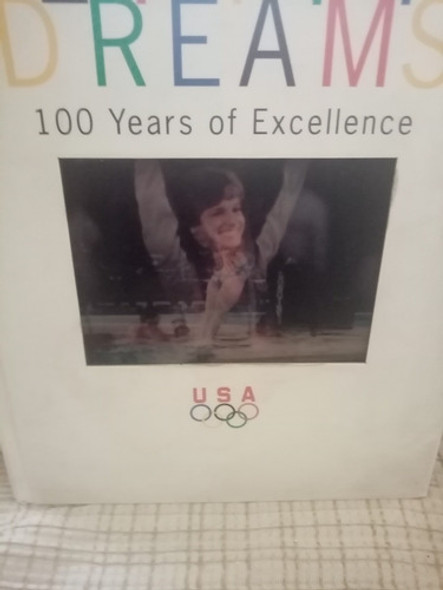 DREAMS
100 Years of Excellence
USA